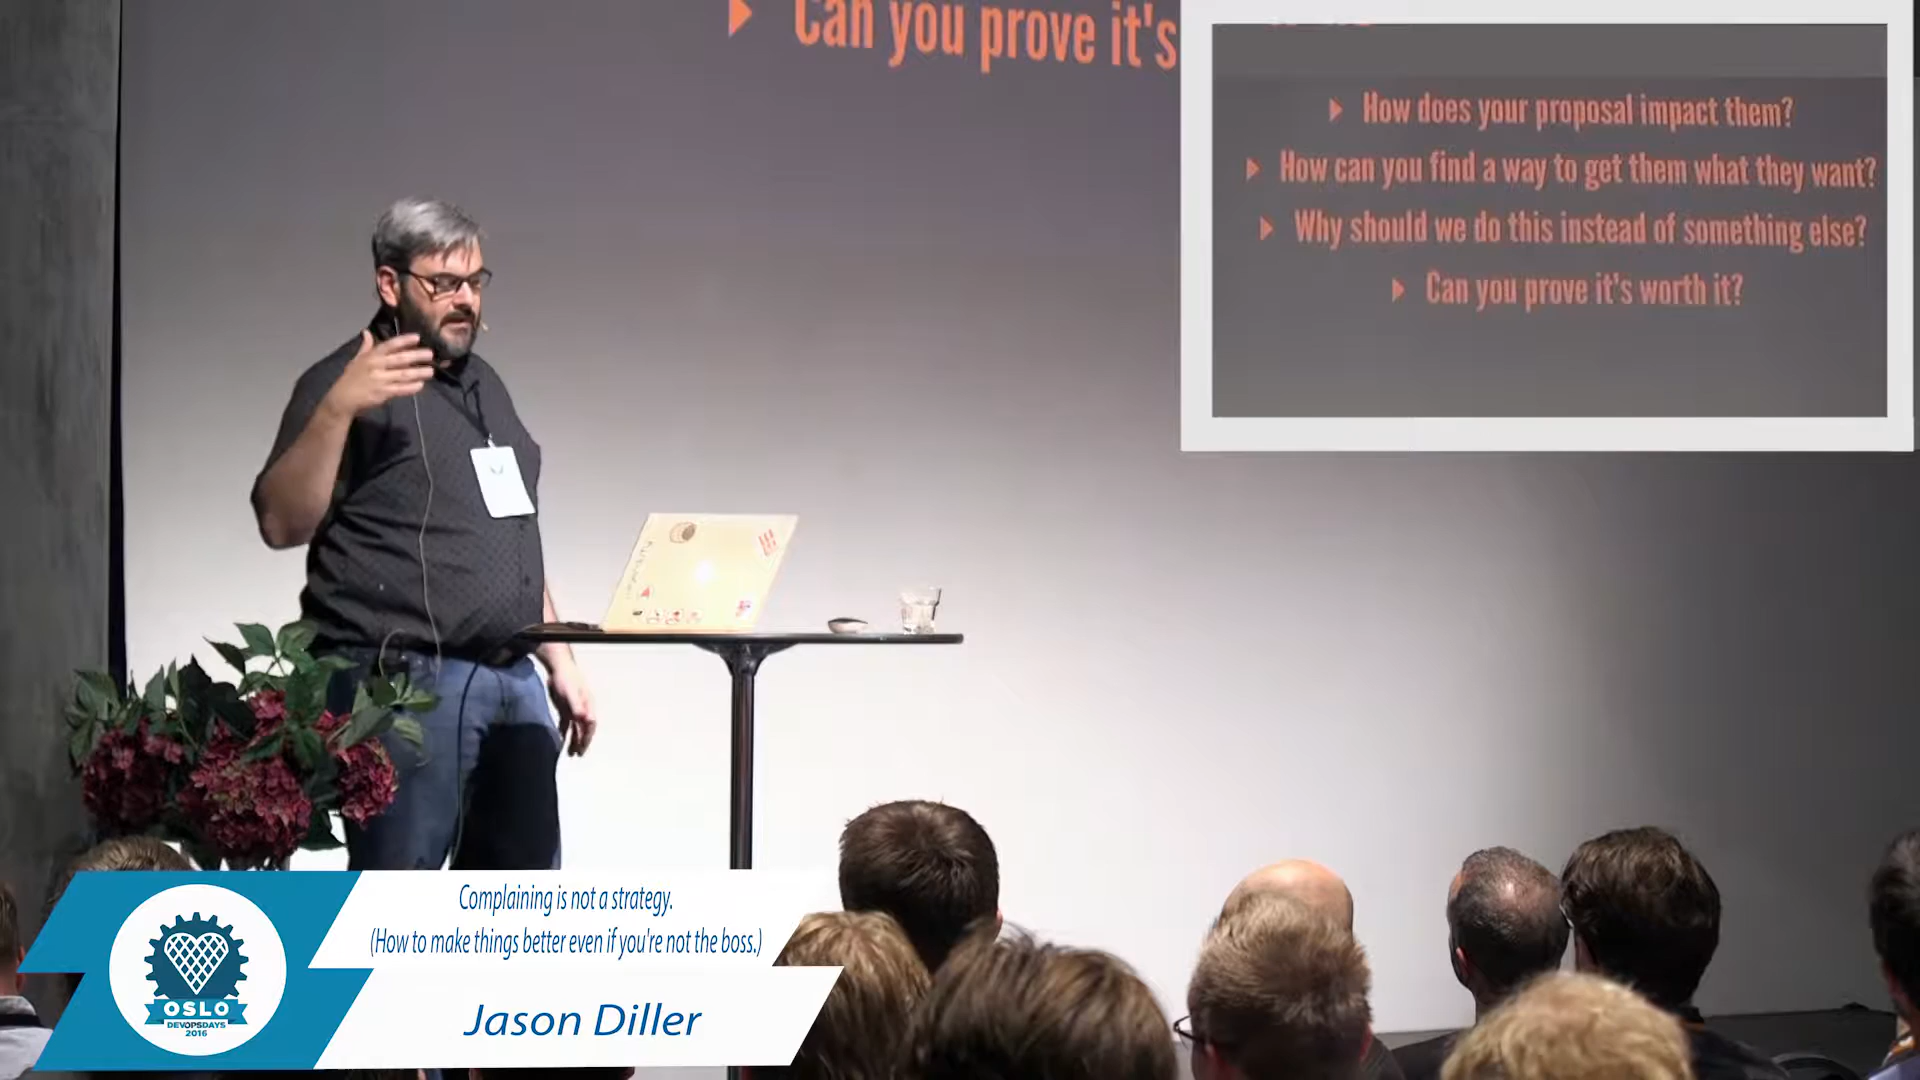 Can you prove it's
How does your proposal impact them?
How can you find a way to get them what they want?
Why should we do this instead of something else?
Can you prove it's worth it?
Complaining is not a strategy.
(How to make things better even if you're not the boss.)
Jason Diller
OSLO
DEVOPSDAYS
2016